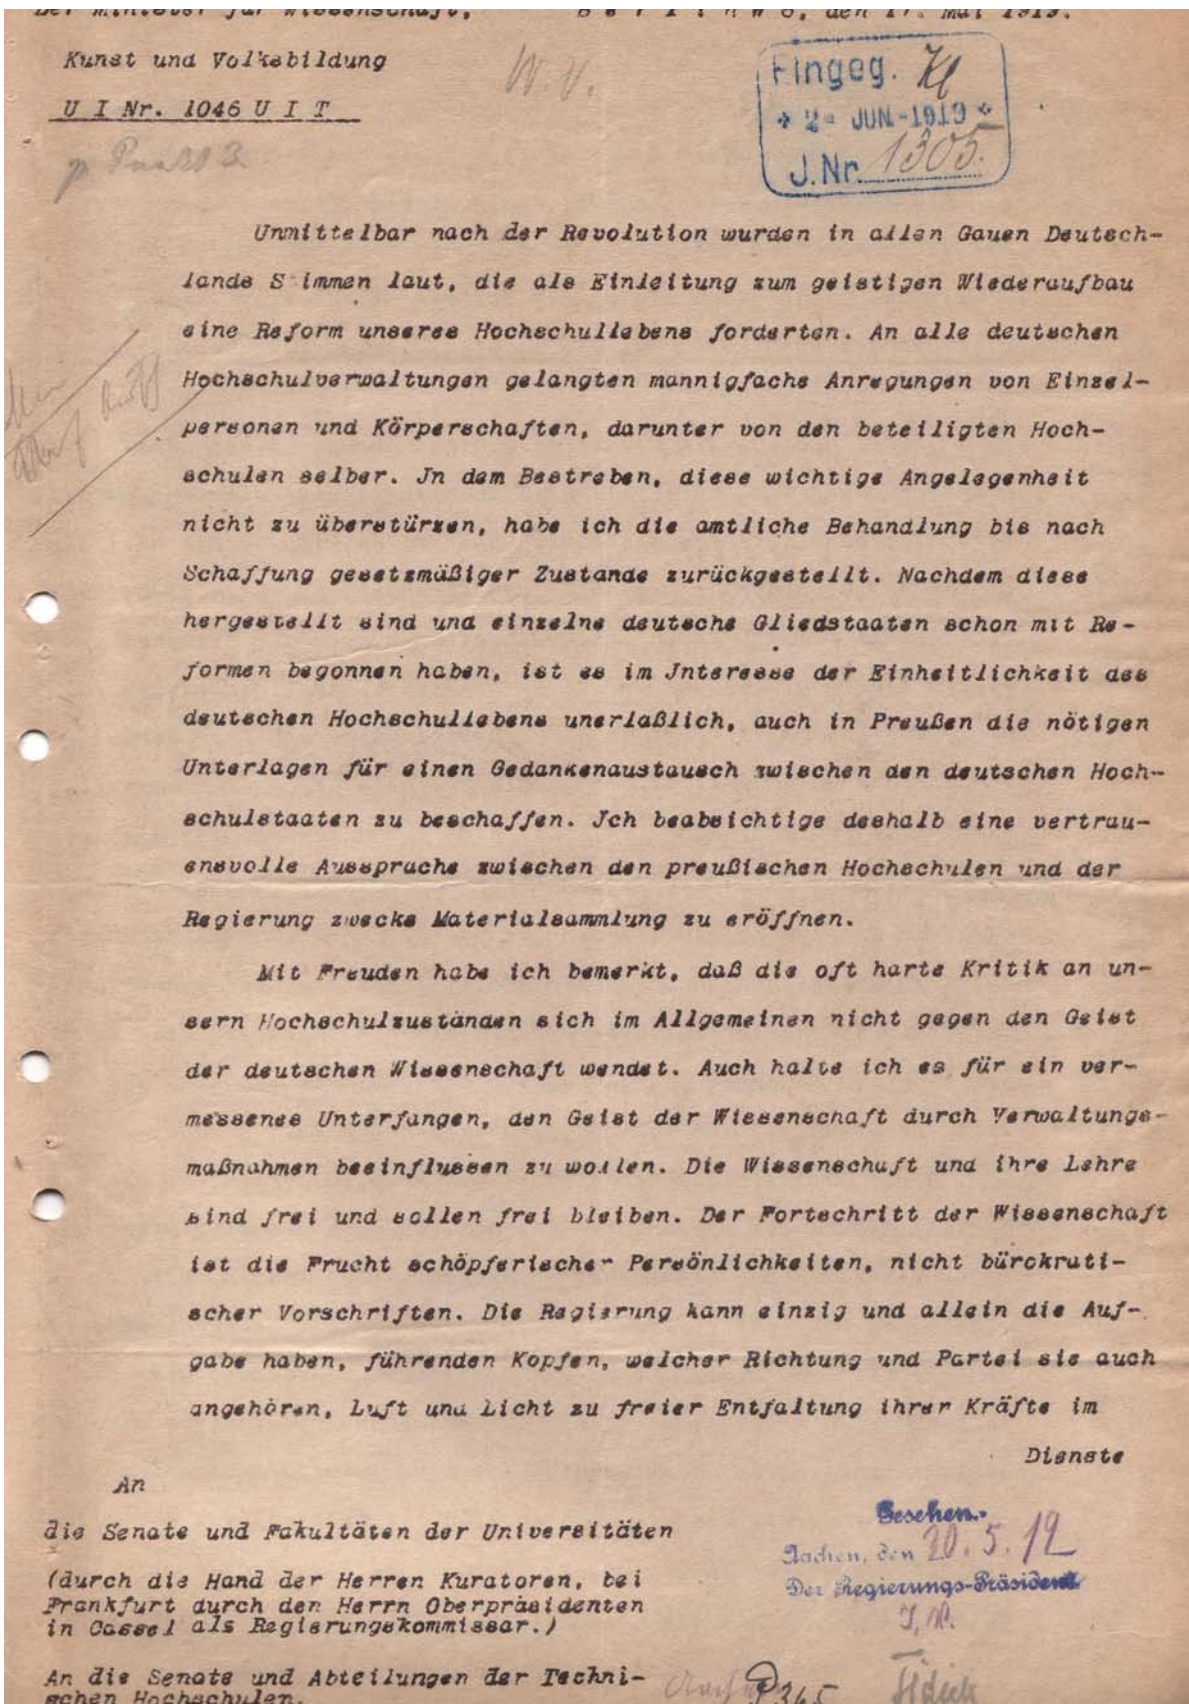 Der Minister für Wissenschaft, B e r l i n W 8, den 17. Mai 1919.
Kunst und Volksbildung
U I Nr. 1046 U I T
W.V.
Eingeg.
2- JUN.-1919
J.Nr. 1305.
Unmittelbar nach der Revolution wurden in allen Gauen Deutsch-
lands S immen laut, die als Einleitung zum geistigen Wiederaufbau
eine Reform unseres Hochschullebens forderten. An alle deutschen
Hochschulverwaltungen gelangten mannigfache Anregungen von Einzel-
personen und Körperschaften, darunter von den beteiligten Hoch-
schulen selber. Jn dem Bestreben, diese wichtige Angelegenheit
nicht zu überstürzen, habe ich die amtliche Behandlung bis nach
Schaffung gesetzmäßiger Zustande zurückgestellt. Nachdem diese
hergestellt sind und einzelne deutsche Gliedstaaten schon mit Re-
formen begonnen haben, ist es im Jnteresse der Einheitlichkeit des
deutschen Hochschullebens unerlaßlich, auch in Preußen die nötigen
Unterlagen für einen Gedankenaustausch zwischen den deutschen Hoch-
schulstaaten zu beschaffen. Jch beabsichtige deshalb eine vertrau-
ensvolle Aussprache zwischen den preußischen Hochschulen und der
Regierung zwecks Materialsammlung zu eröffnen.
Mit Freuden habe ich bemerkt, daß die oft harte Kritik an un-
sern Hochschulzuständen sich im Allgemeinen nicht gegen den Geist
der deutschen Wissenschaft wendet. Auch halte ich es für ein ver-
messenes Unterfangen, den Geist der Wissenschaft durch Verwaltungs-
maßnahmen beeinflussen zu wollen. Die Wissenschaft und ihre Lehre
sind frei und sollen frei bleiben. Der Fortschritt der Wissenschaft
ist die Frucht schöpferischer Persönlichkeiten, nicht bürokrati-
scher Vorschriften. Die Regierung kann einzig und allein die Auf-
gabe haben, führenden Kopfen, welcher Richtung und Partei sie auch
angehören, Luft und Licht zu freier Entfaltung ihrer Kräfte im
Dienste
An
die Senate und Fakultäten der Universitäten
(durch die Hand der Herren Kuratoren, bei
Frankfurt durch den Herrn Oberpräsidenten
in Cassel als Regierungskommissar.)
An die Senate und Abteilungen der Techni-
schen Hochschulen.
Gesehen.
Aachen, den 20. 5. 19
Der Regierungs-Präsident